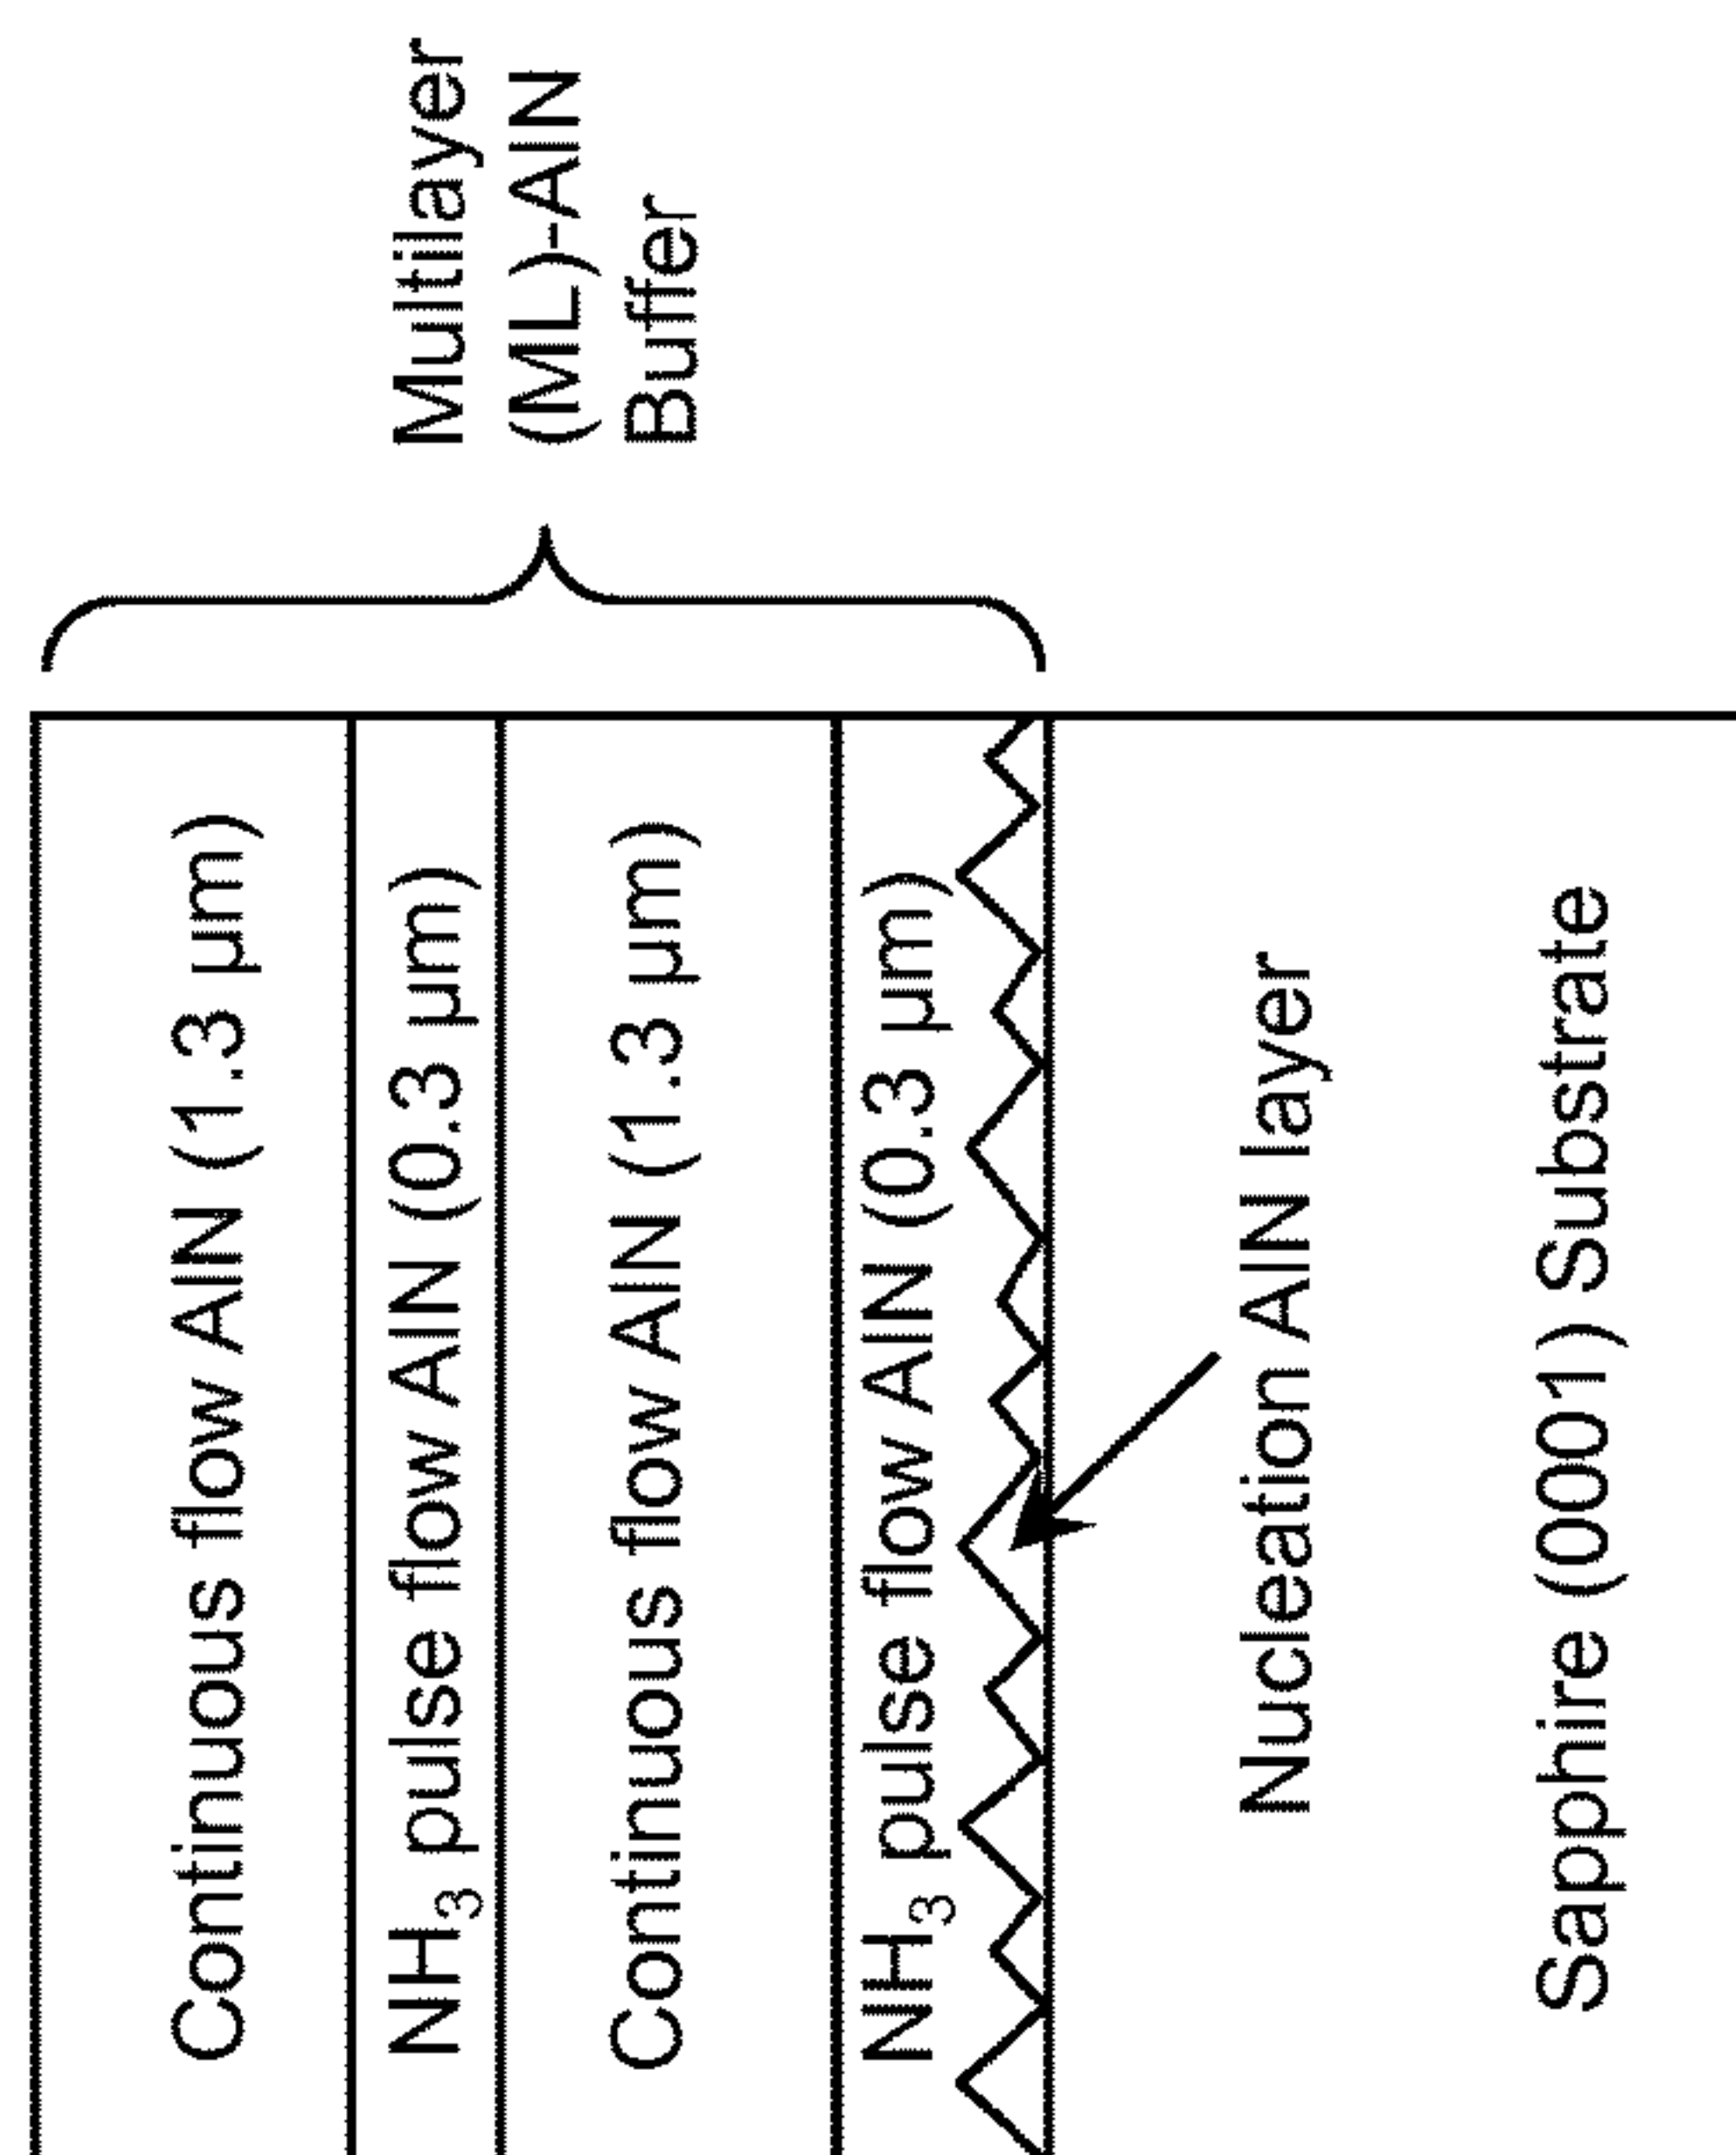 Continuous flow AlN (1.3 μm)
NH₃ pulse flow AlN (0.3 μm)
Continuous flow AlN (1.3 μm)
NH₃ pulse flow AlN (0.3 μm)
Nucleation AlN layer
Sapphire (0001) Substrate
Multilayer
(ML)-AlN
Buffer